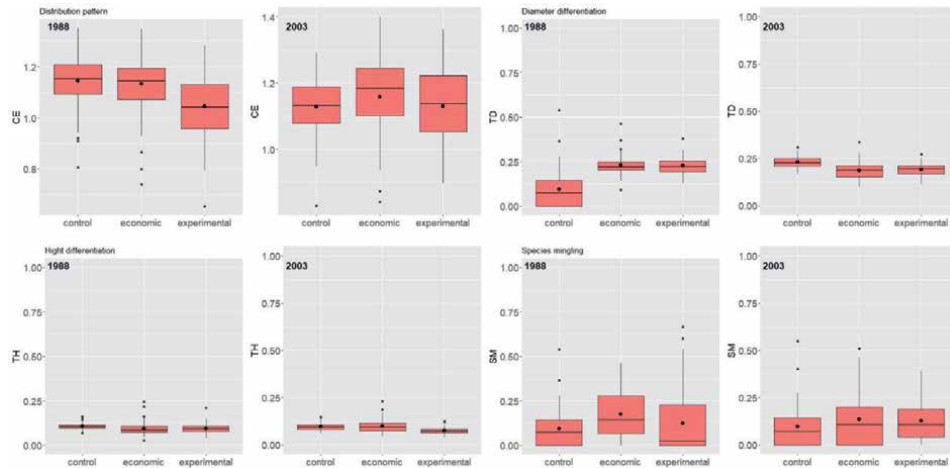 Distribution pattern
1988
CE
1.2
1.0
0.8
control economic experimental
2003
CE
1.4
1.2
1.0
control economic experimental
Diameter differentiation
1988
TD
1.00
0.75
0.50
0.25
0.00
control economic experimental
2003
TD
1.00
0.75
0.50
0.25
0.00
control economic experimental
Hight differentiation
1988
TH
1.00
0.75
0.50
0.25
0.00
control economic experimental
2003
TH
1.00
0.75
0.50
0.25
0.00
control economic experimental
Species mingling
1988
SM
1.00
0.75
0.50
0.25
0.00
control economic experimental
2003
SM
1.00
0.75
0.50
0.25
0.00
control economic experimental